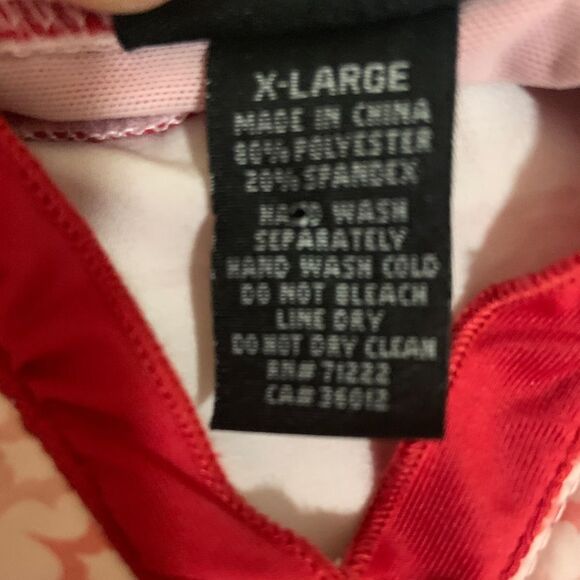 X-LARGE
MADE IN CHINA
80% POLYESTER
20% SPANDEX
HAND WASH
SEPARATELY
HAND WASH COLD
DO NOT BLEACH
LINE DRY
DO NOT DRY CLEAN
RN# 71222
CA# 36012